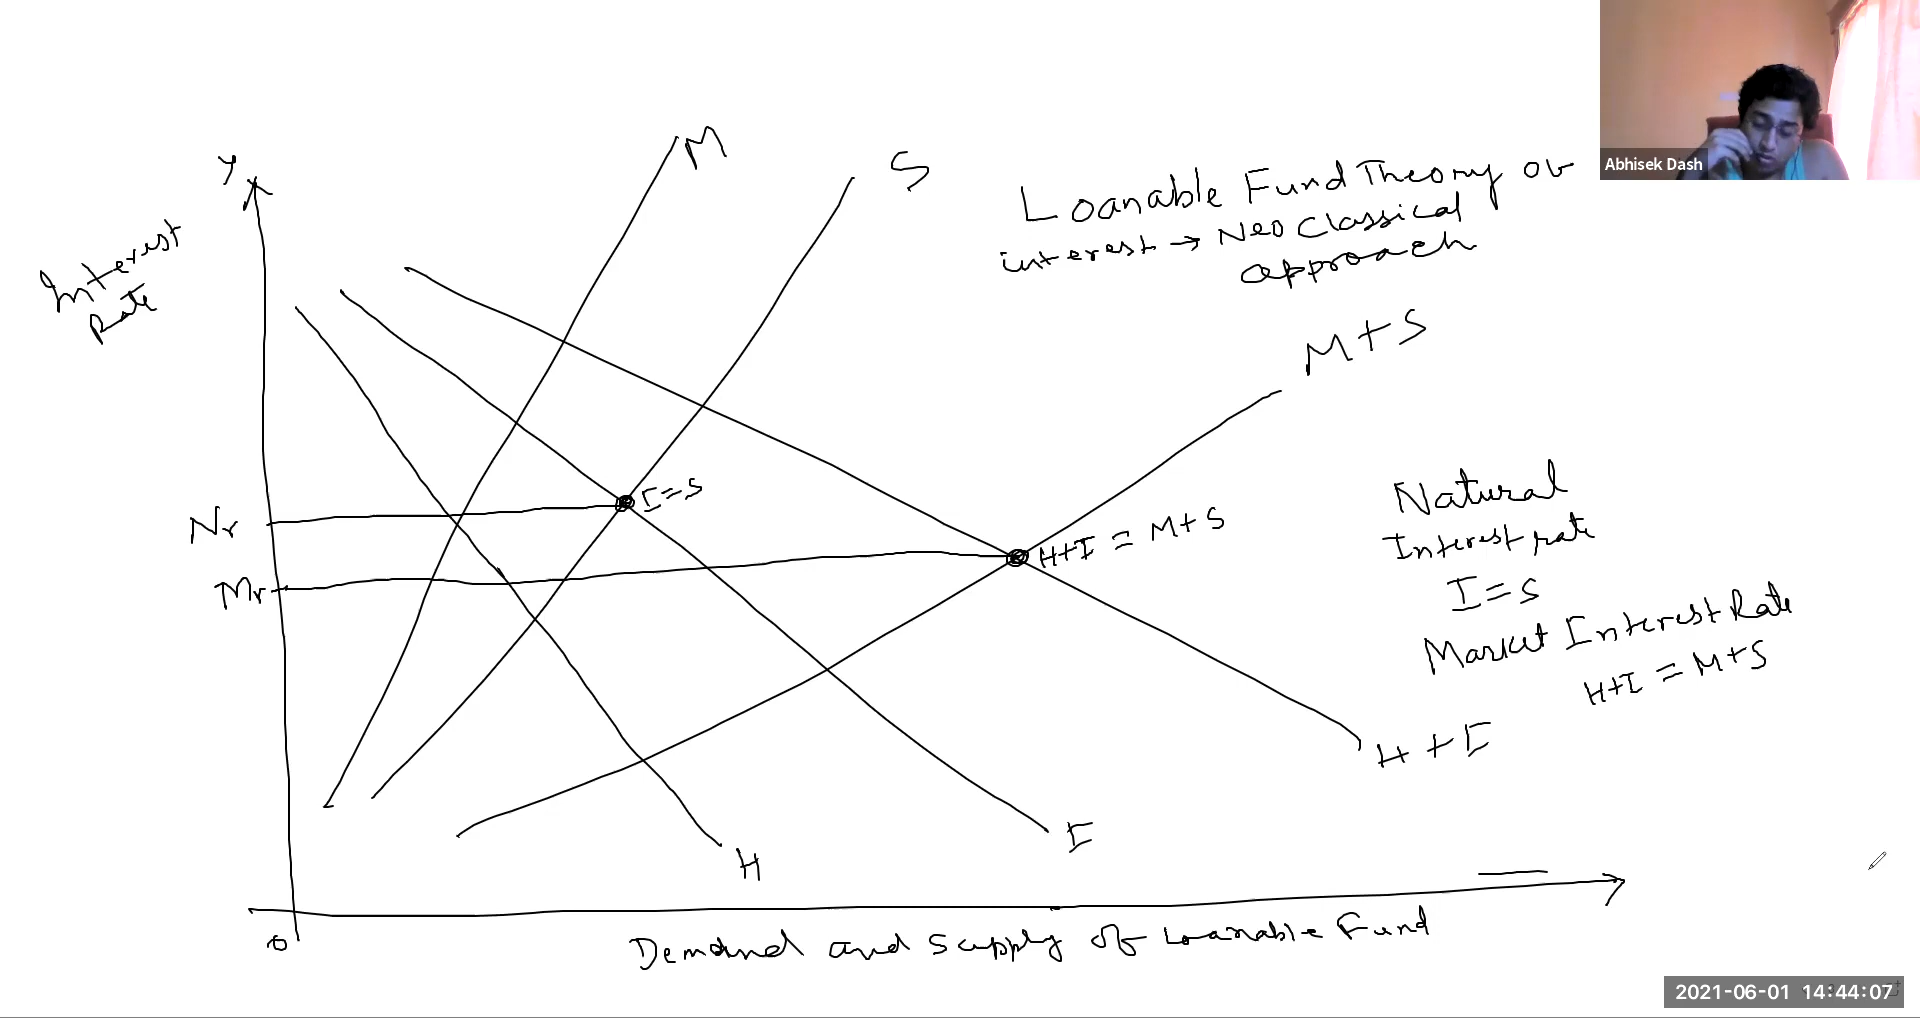 Y
Interest
Rate
M
S
Loanable Fund Theory of
interest → Neo Classical
approach
M+S
Nr
I=S
Mr
H+I = M+S
Natural
Interest rate
I=S
Market Interest Rate
H+I = M+S
H+I
I
H
O
Demand and supply of Loanable Fund
Abhisek Dash
2021-06-01 14:44:07